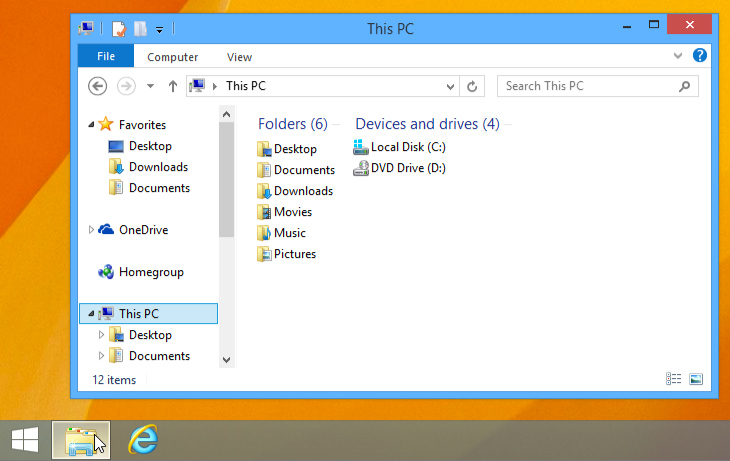 This PC
File Computer View
This PC Search This PC
Favorites
Desktop
Downloads
Documents
OneDrive
Homegroup
This PC
Desktop
Documents
Folders (6)
Desktop
Documents
Downloads
Movies
Music
Pictures
Devices and drives (4)
Local Disk (C:)
DVD Drive (D:)
12 items